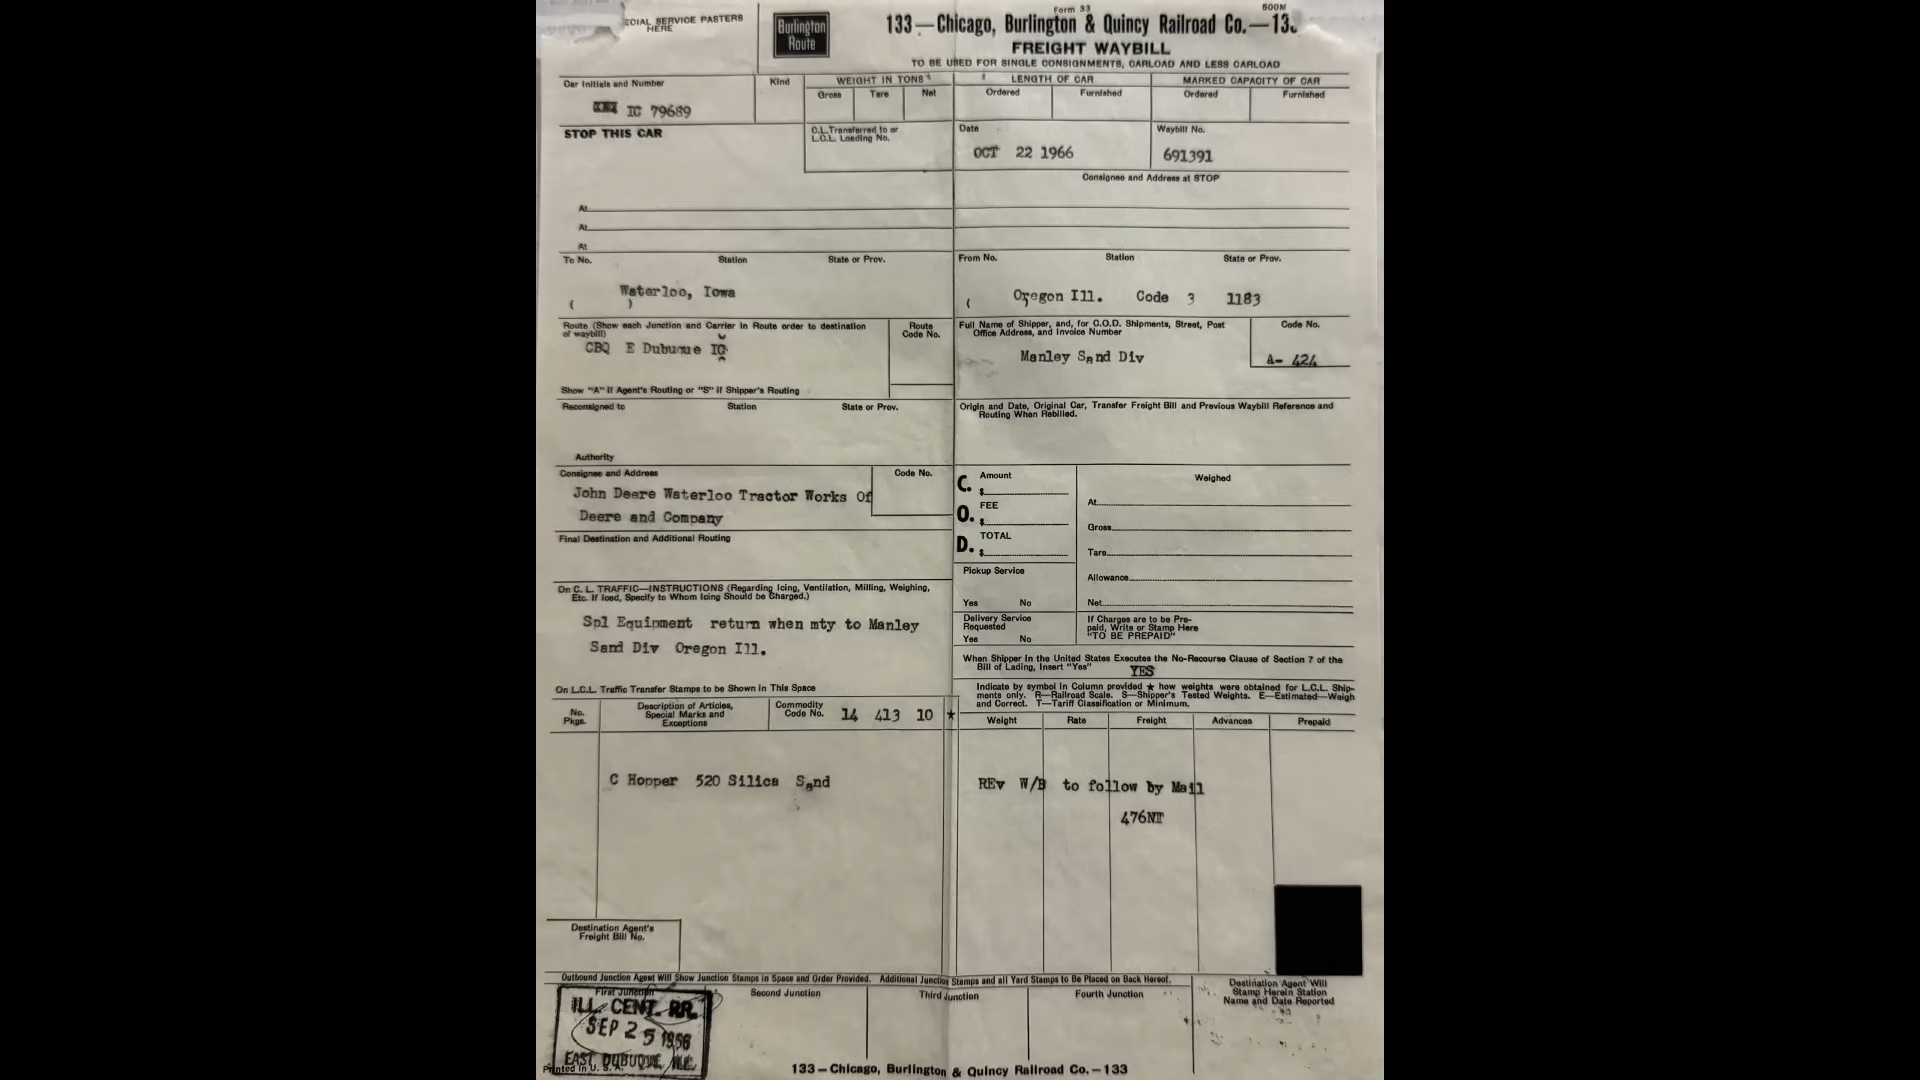 Form 33
500M
ECIAL SERVICE PASTERS
HERE
Burlington
Route
133—Chicago, Burlington & Quincy Railroad Co.—13
FREIGHT WAYBILL
TO BE USED FOR SINGLE CONSIGNMENTS, CARLOAD AND LESS CARLOAD
Car Initials and Number
IC 79689
Kind
WEIGHT IN TONS
Gross Tare Net
LENGTH OF CAR
Ordered Furnished
MARKED CAPACITY OF CAR
Ordered Furnished
STOP THIS CAR
C.L. Transferred to or
L.C.L. Loading No.
Date
OCT 22 1966
Waybill No.
691391
Consignee and Address at STOP
At
At
At
To No. Station State or Prov.
Waterloo, Iowa
( )
From No. Station State or Prov.
( Oregon Ill. Code 3 1183
Route (Show each Junction and Carrier in Route order to destination
of waybill)
CBQ E Dubuque IC
Route
Code No.
Show "A" if Agent's Routing or "S" if Shipper's Routing
Full Name of Shipper, and, for C.O.D. Shipments, Street, Post
Office Address, and Invoice Number
Manley Sand Div
Code No.
A- 424
Reconsigned to Station State or Prov.
Authority
Origin and Date, Original Car, Transfer Freight Bill and Previous Waybill Reference and
Routing When Rebilled.
Consignee and Address
Code No.
John Deere Waterloo Tractor Works Of
Deere and Company
Final Destination and Additional Routing
C. Amount
$
O. FEE
$
D. TOTAL
$
Weighed
At
Gross
Tare
Allowance
Net
Pickup Service
Yes No
Delivery Service
Requested
Yes No
If Charges are to be Pre-
paid, Write or Stamp Here
"TO BE PREPAID"
On C. L. TRAFFIC—INSTRUCTIONS (Regarding Icing, Ventilation, Milling, Weighing,
Etc. If Iced, Specify to Whom Icing Should be Charged.)
Spl Equipment return when mty to Manley
Sand Div Oregon Ill.
When Shipper in the United States Executes the No-Recourse Clause of Section 7 of the
Bill of Lading, Insert "Yes"
YES
On L.C.L. Traffic Transfer Stamps to be Shown in This Space
Indicate by symbol in Column provided ★ how weights were obtained for L.C.L. Ship-
ments only. R—Railroad Scale. S—Shipper's Tested Weights. E—Estimated—Weigh
and Correct. T—Tariff Classification or Minimum.
No.
Pkgs.
Description of Articles,
Special Marks and
Exceptions
Commodity
Code No. 14 413 10 ★
Weight Rate Freight Advances Prepaid
C Hopper 520 Silica Sand
REv W/B to follow by Mail
476NT
Destination Agent's
Freight Bill No.
Outbound Junction Agent Will Show Junction Stamps in Space and Order Provided. Additional Junction Stamps and all Yard Stamps to Be Placed on Back Hereof.
First Junction
ILL. CENT. RR.
SEP 25 1966
EAST DUBUQUE, ILL.
Second Junction
Third Junction
Fourth Junction
Destination Agent Will
Stamp Herein Station
Name and Date Reported
Printed in U. S. A.
133—Chicago, Burlington & Quincy Railroad Co.—133